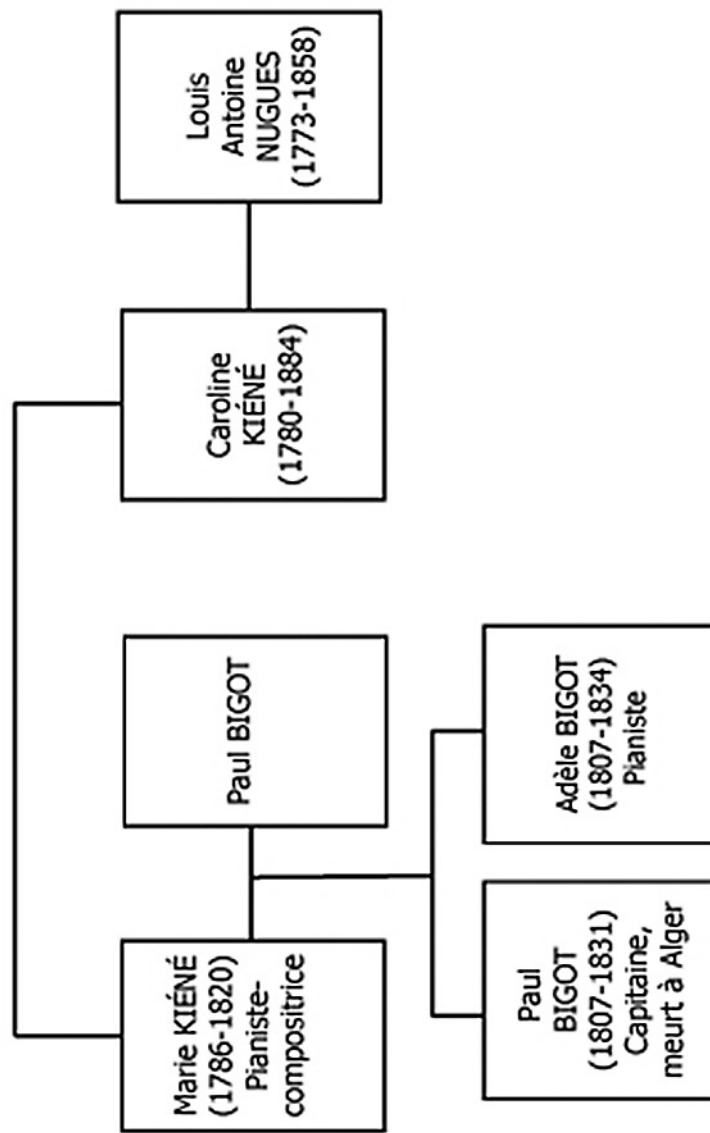 Marie KIÉNÉ
(1786-1820)
Pianiste-
compositrice
Paul BIGOT
Caroline
KIÉNÉ
(1780-1884)
Louis
Antoine
NUGUES
(1773-1858)
Paul
BIGOT
(1807-1831)
Capitaine,
meurt à Alger
Adèle BIGOT
(1807-1834)
Pianiste